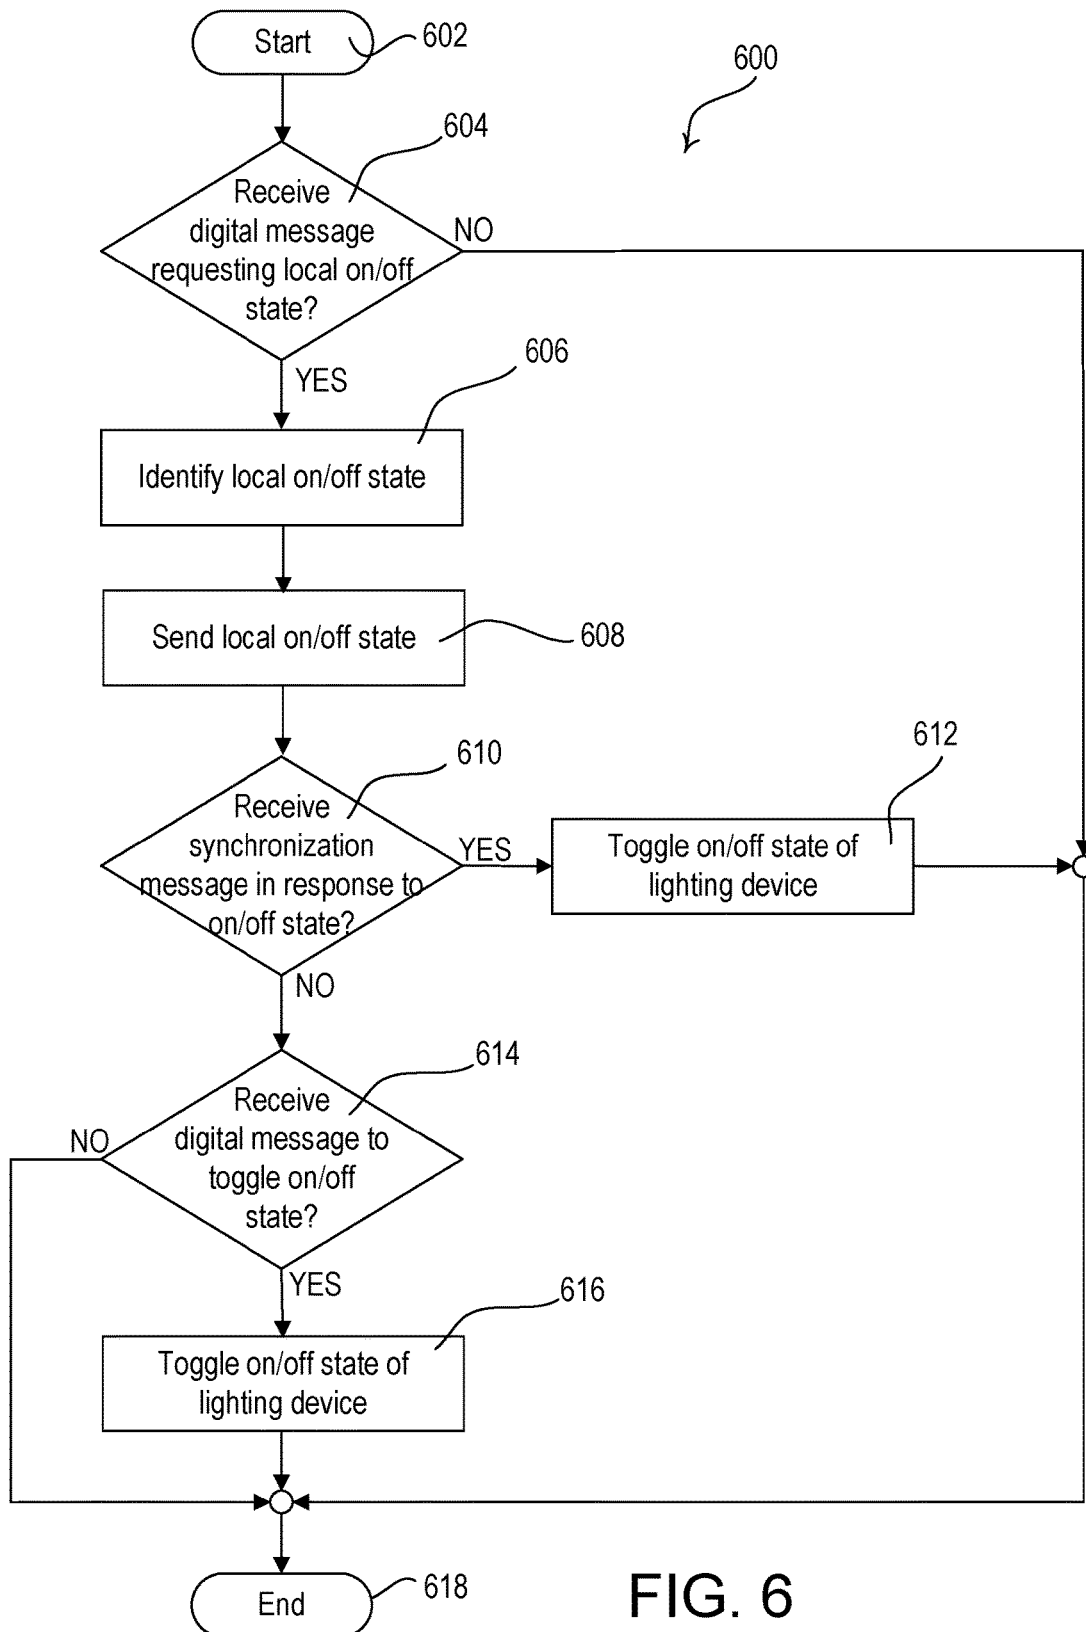 Start
602
600
604
Receive
digital message
requesting local on/off
state?
NO
YES
606
Identify local on/off state
Send local on/off state
608
610
Receive
synchronization
message in response to
on/off state?
YES
612
Toggle on/off state of
lighting device
NO
614
Receive
digital message to
toggle on/off
state?
NO
YES
616
Toggle on/off state of
lighting device
End
618
FIG. 6